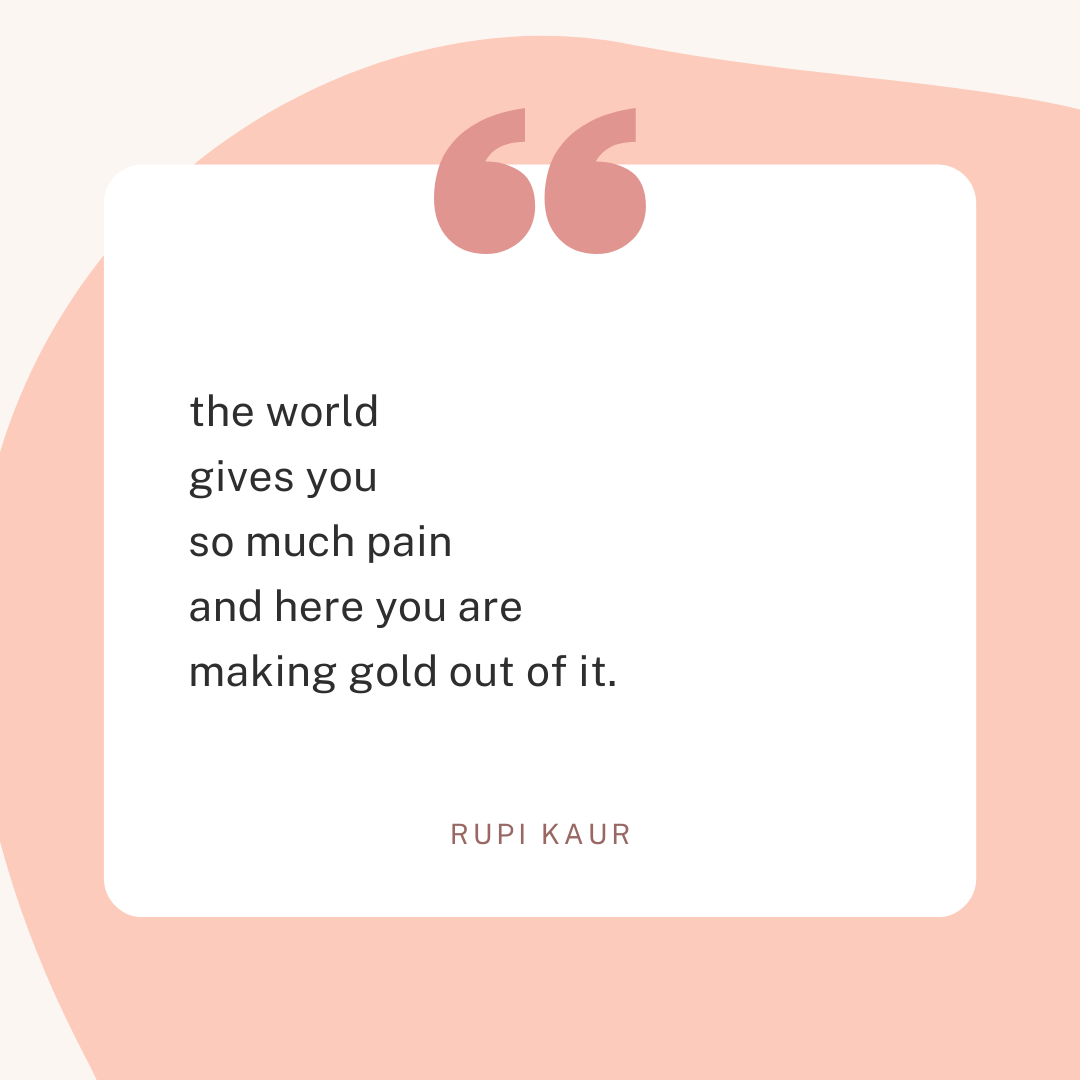 the world
gives you
so much pain
and here you are
making gold out of it.
RUPI KAUR